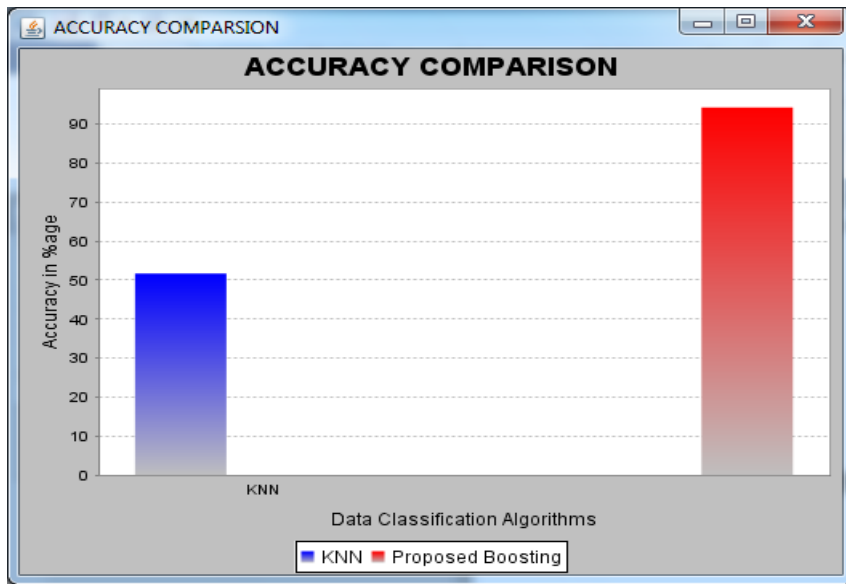 ACCURACY COMPARSION
ACCURACY COMPARISON
Accuracy in %age
90
80
70
60
50
40
30
20
10
0
KNN
Data Classification Algorithms
KNN Proposed Boosting